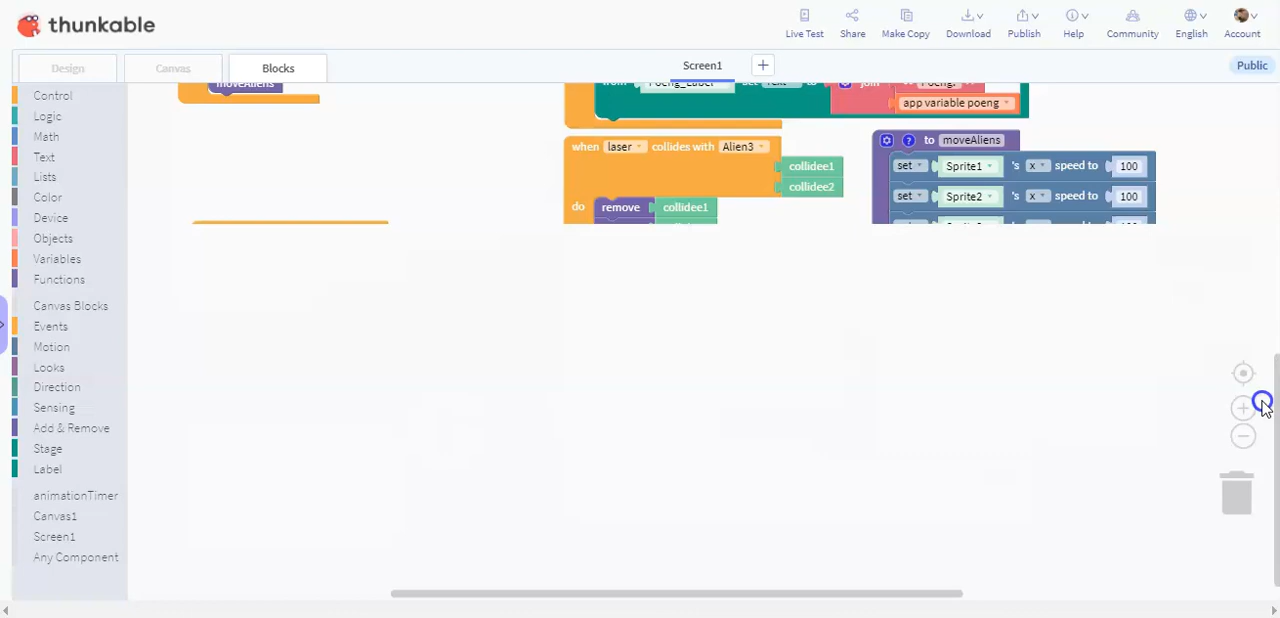 thunkable
Live Test
Share
Make Copy
Download
Publish
Help
Community
English
Account
Design
Canvas
Blocks
Screen1
+
Public
Control
Logic
Math
Text
Lists
Color
Device
Objects
Variables
Functions
Canvas Blocks
Events
Motion
Looks
Direction
Sensing
Add & Remove
Stage
Label
animationTimer
Canvas1
Screen1
Any Component
moveAliens
app variable poeng
when laser collides with Alien3
collidee1
collidee2
do remove collidee1
? to moveAliens
set Sprite1 's x speed to 100
set Sprite2 's x speed to 100